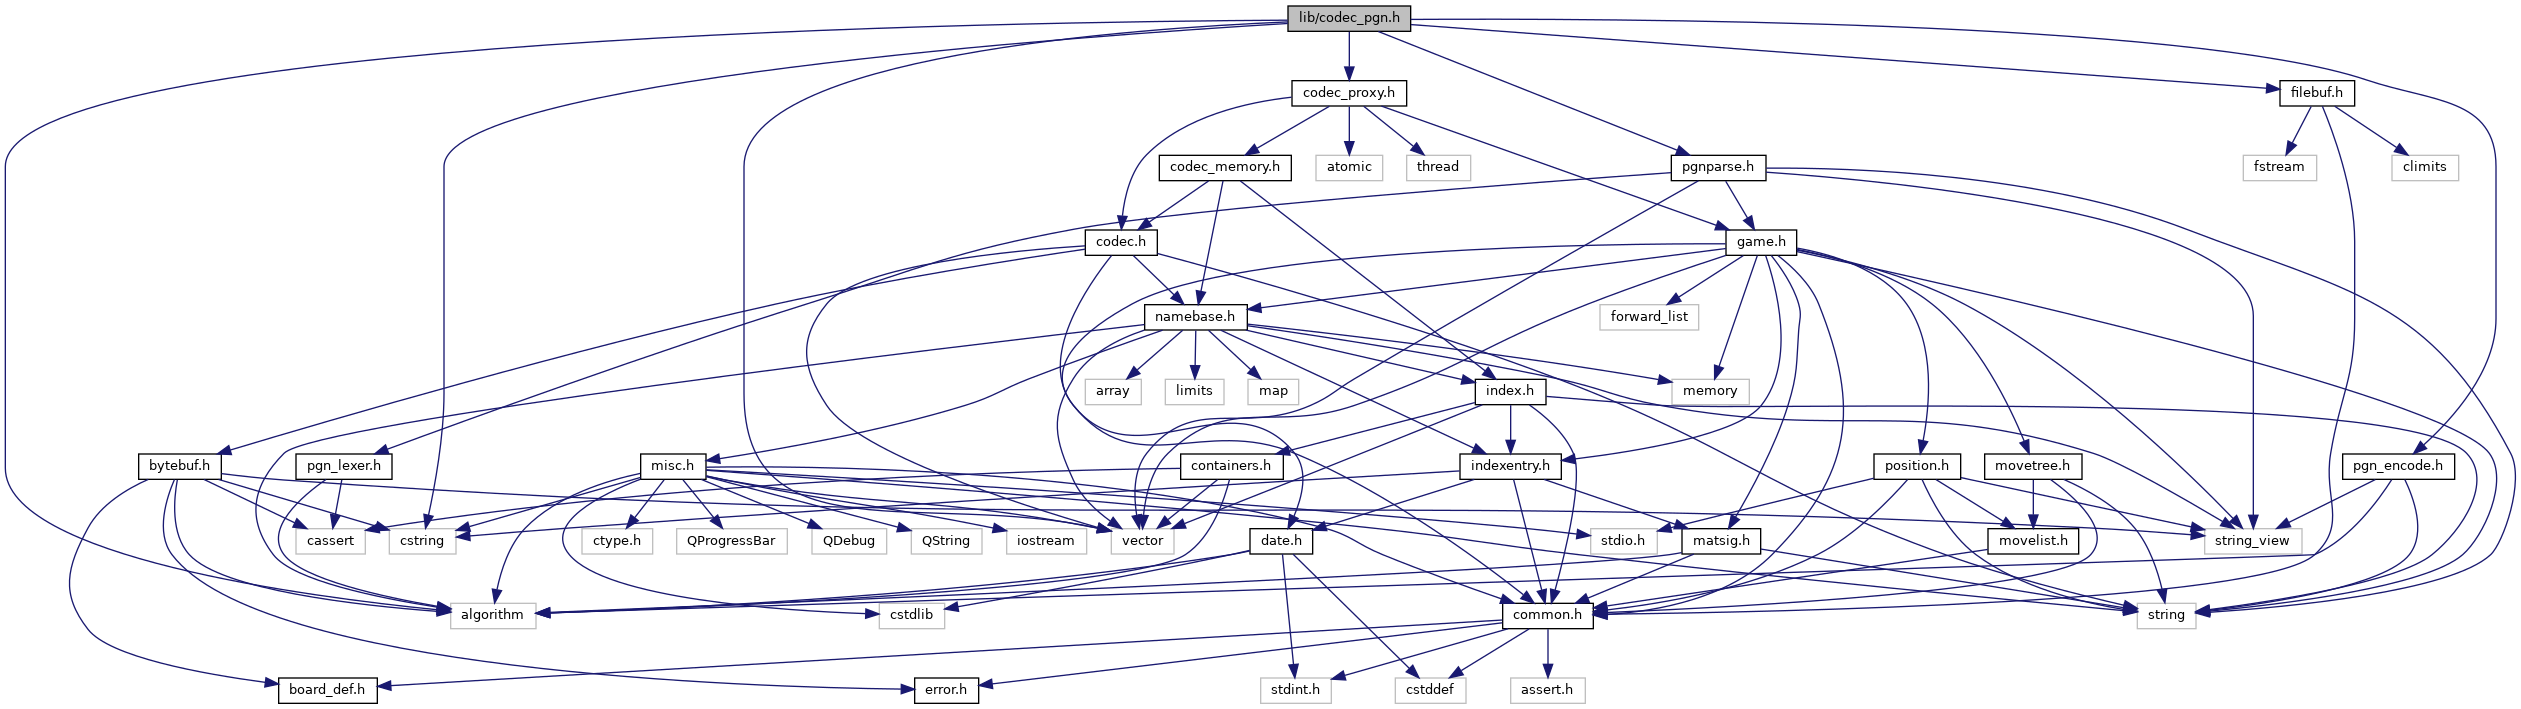 lib/codec_pgn.h
codec_proxy.h
filebuf.h
codec_memory.h
atomic
thread
pgnparse.h
fstream
climits
codec.h
game.h
namebase.h
forward_list
array
limits
map
index.h
memory
bytebuf.h
pgn_lexer.h
misc.h
containers.h
indexentry.h
position.h
movetree.h
pgn_encode.h
cassert
cstring
ctype.h
QProgressBar
QDebug
QString
iostream
vector
date.h
stdio.h
matsig.h
movelist.h
string_view
algorithm
cstdlib
common.h
string
board_def.h
error.h
stdint.h
cstddef
assert.h